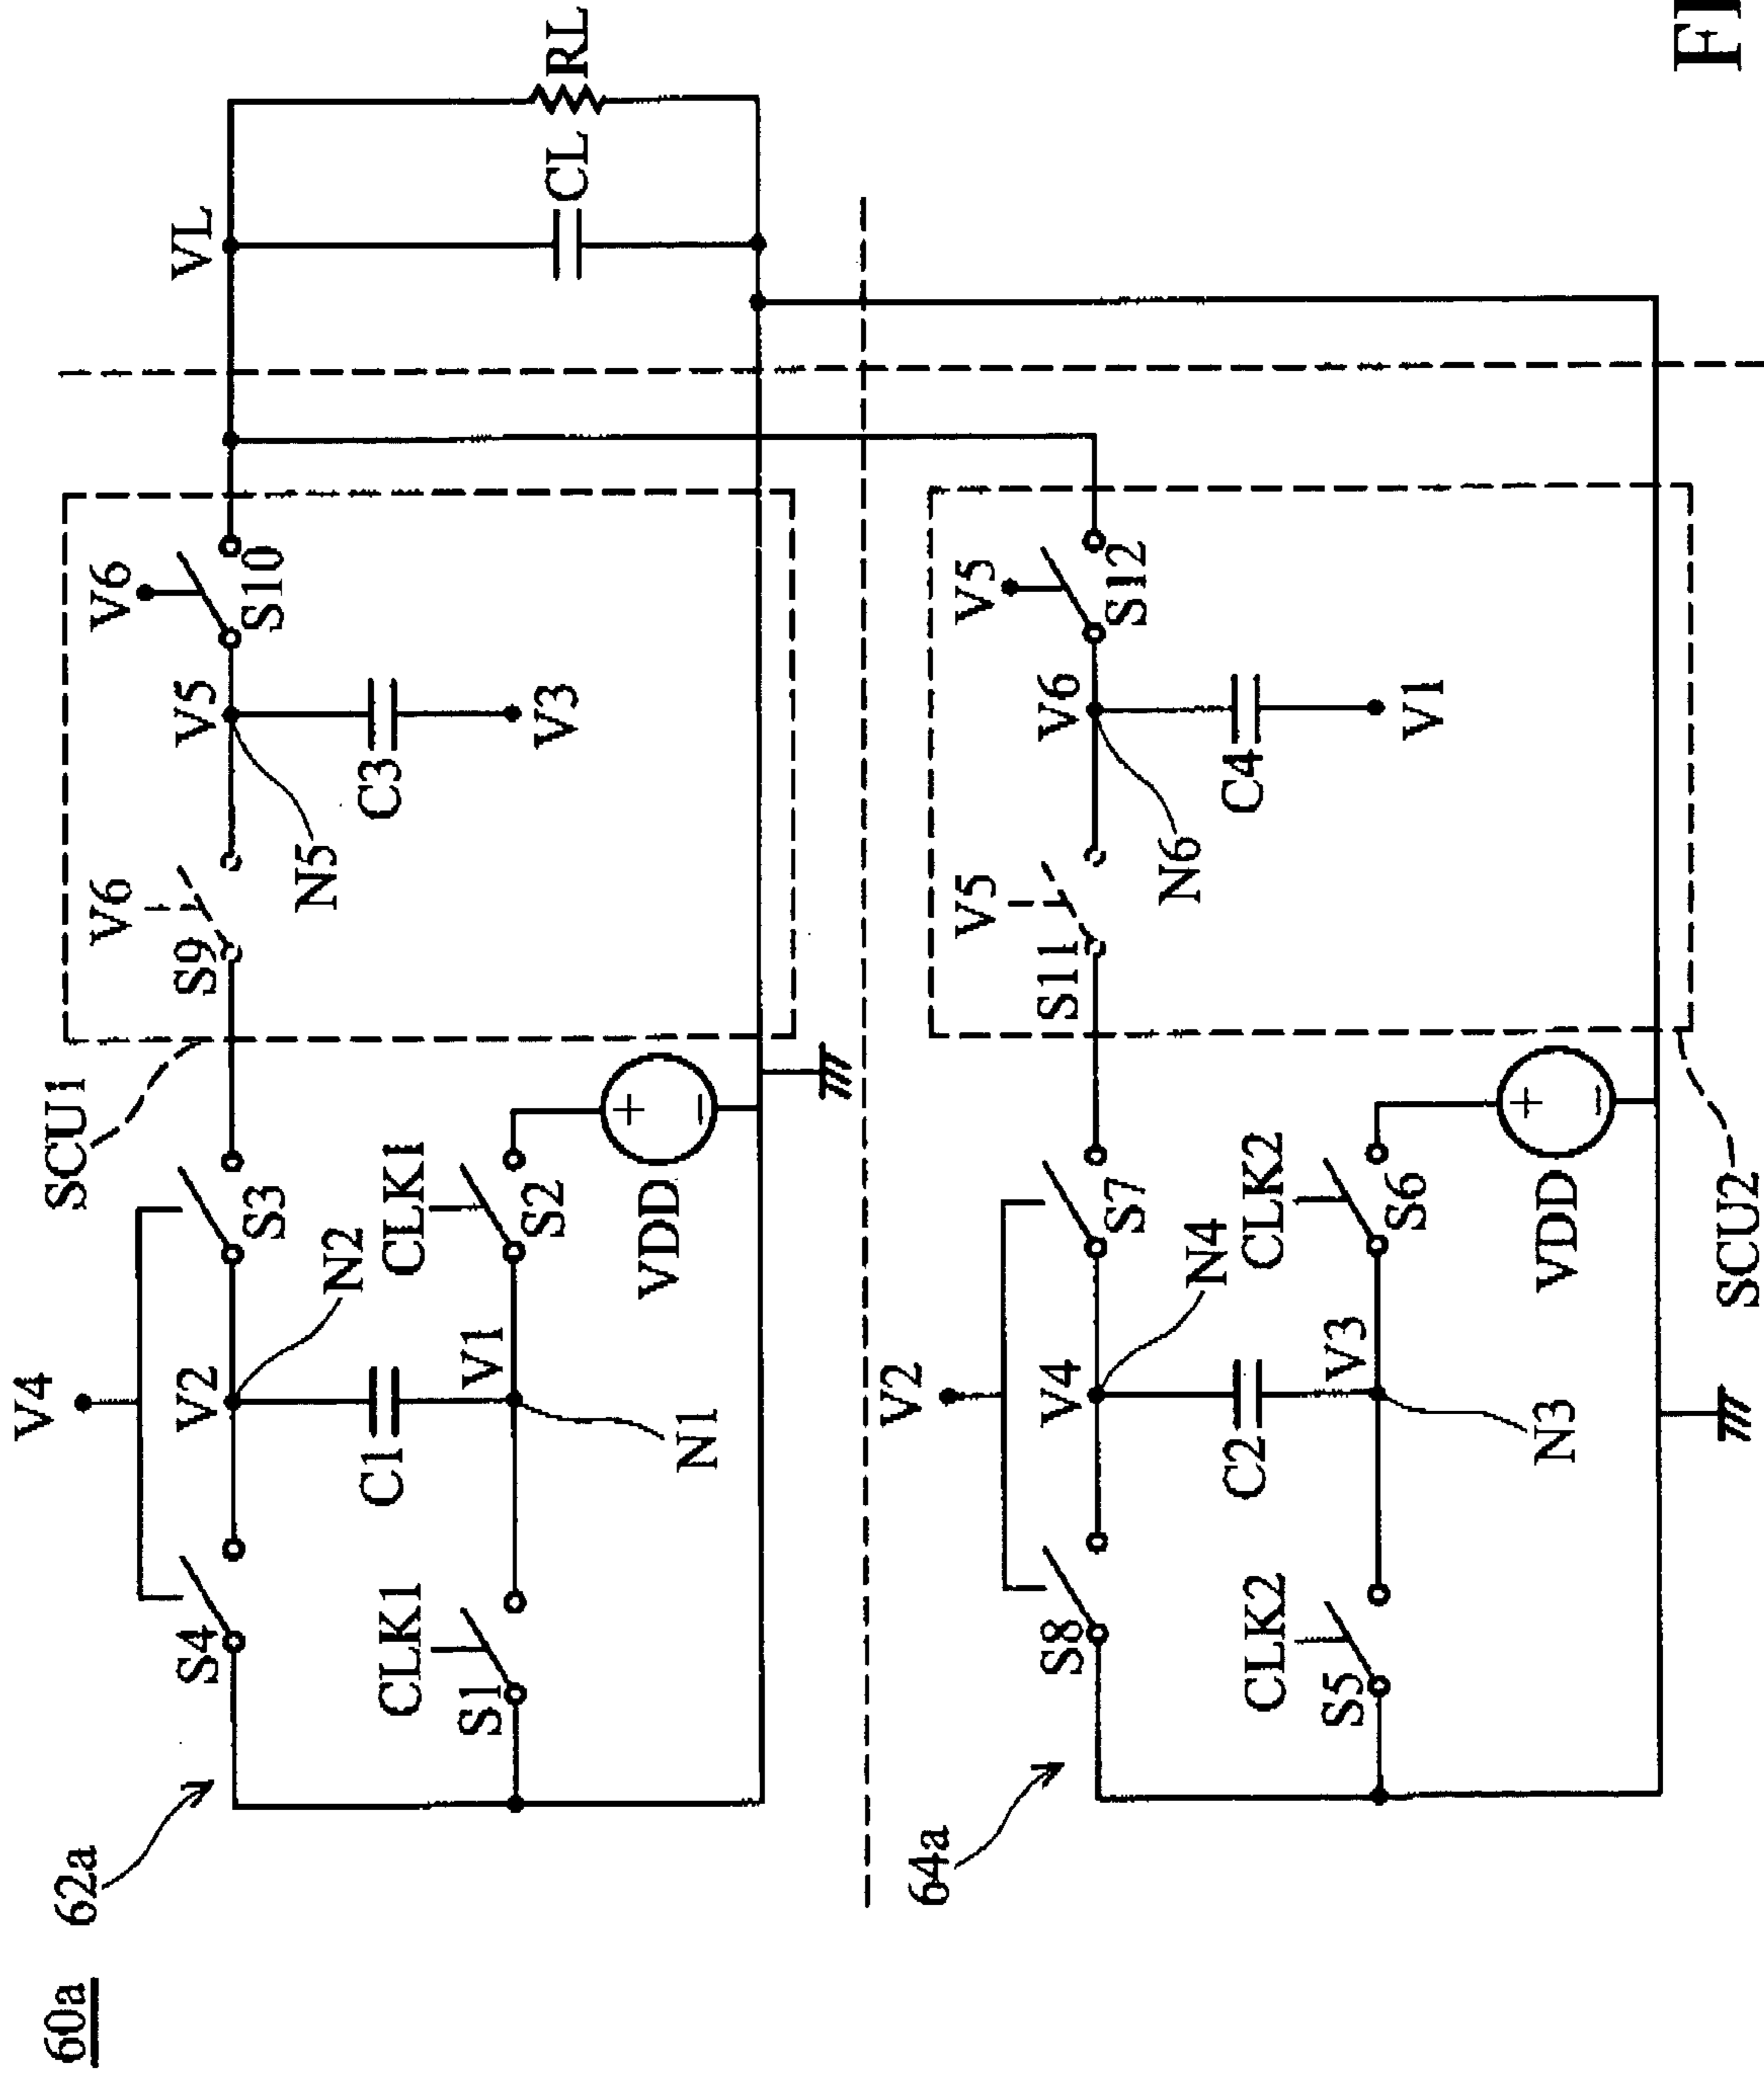 60a
62a
V4
SCU1
V6
V6
VL
S4
V2
S3
S9
V5
S10
N2
N5
C1
C3
CL
RL
CLK1
CLK1
V1
V3
S1
S2
N1
VDD
+
−
64a
V2
V5
V5
S8
V4
S7
S11
V6
S12
N4
N6
C2
C4
CLK2
CLK2
V3
V1
S5
S6
N3
VDD
+
−
SCU2